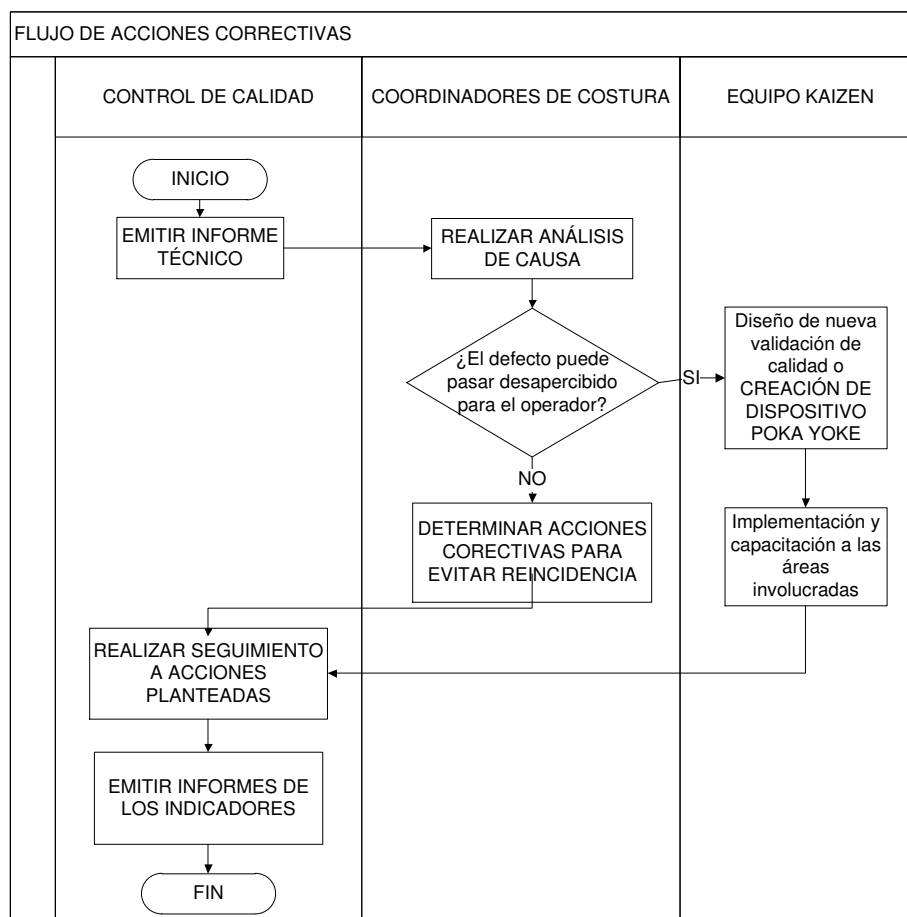 FLUJO DE ACCIONES CORRECTIVAS
CONTROL DE CALIDAD
COORDINADORES DE COSTURA
EQUIPO KAIZEN
INICIO
EMITIR INFORME
TÉCNICO
REALIZAR ANÁLISIS
DE CAUSA
¿El defecto puede
pasar desapercibido
para el operador?
SI
Diseño de nueva
validación de
calidad o
CREACIÓN DE
DISPOSITIVO
POKA YOKE
NO
DETERMINAR ACCIONES
CORECTIVAS PARA
EVITAR REINCIDENCIA
Implementación y
capacitación a las
áreas
involucradas
REALIZAR SEGUIMIENTO
A ACCIONES
PLANTEADAS
EMITIR INFORMES DE
LOS INDICADORES
FIN